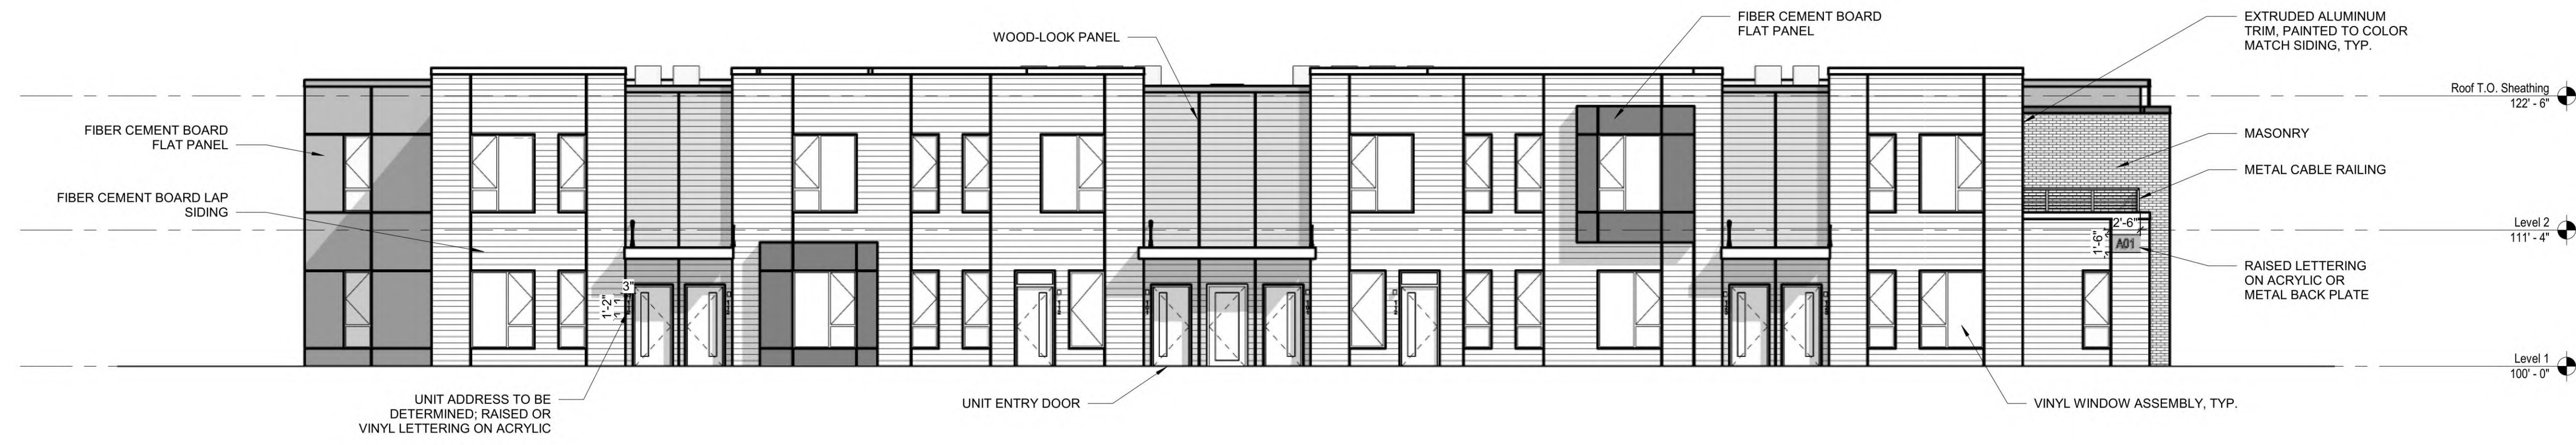 WOOD-LOOK PANEL
FIBER CEMENT BOARD
FLAT PANEL
EXTRUDED ALUMINUM
TRIM, PAINTED TO COLOR
MATCH SIDING, TYP.
Roof T.O. Sheathing
122' - 6"
FIBER CEMENT BOARD
FLAT PANEL
MASONRY
METAL CABLE RAILING
FIBER CEMENT BOARD LAP
SIDING
2'-6"
1'-6"
A01
Level 2
111' - 4"
RAISED LETTERING
ON ACRYLIC OR
METAL BACK PLATE
3"
1'-2"
Level 1
100' - 0"
UNIT ADDRESS TO BE
DETERMINED; RAISED OR
VINYL LETTERING ON ACRYLIC
UNIT ENTRY DOOR
VINYL WINDOW ASSEMBLY, TYP.